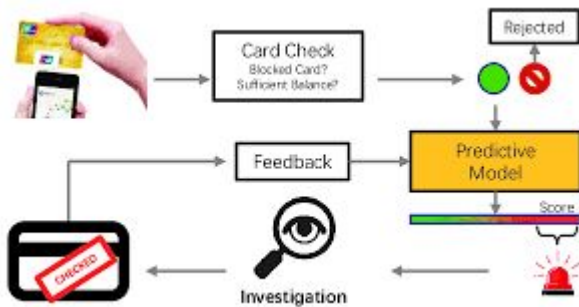 Rejected
Card Check
Blocked Card?
Sufficient Balance?
Feedback
Predictive
Model
Score
CHECKED
Investigation